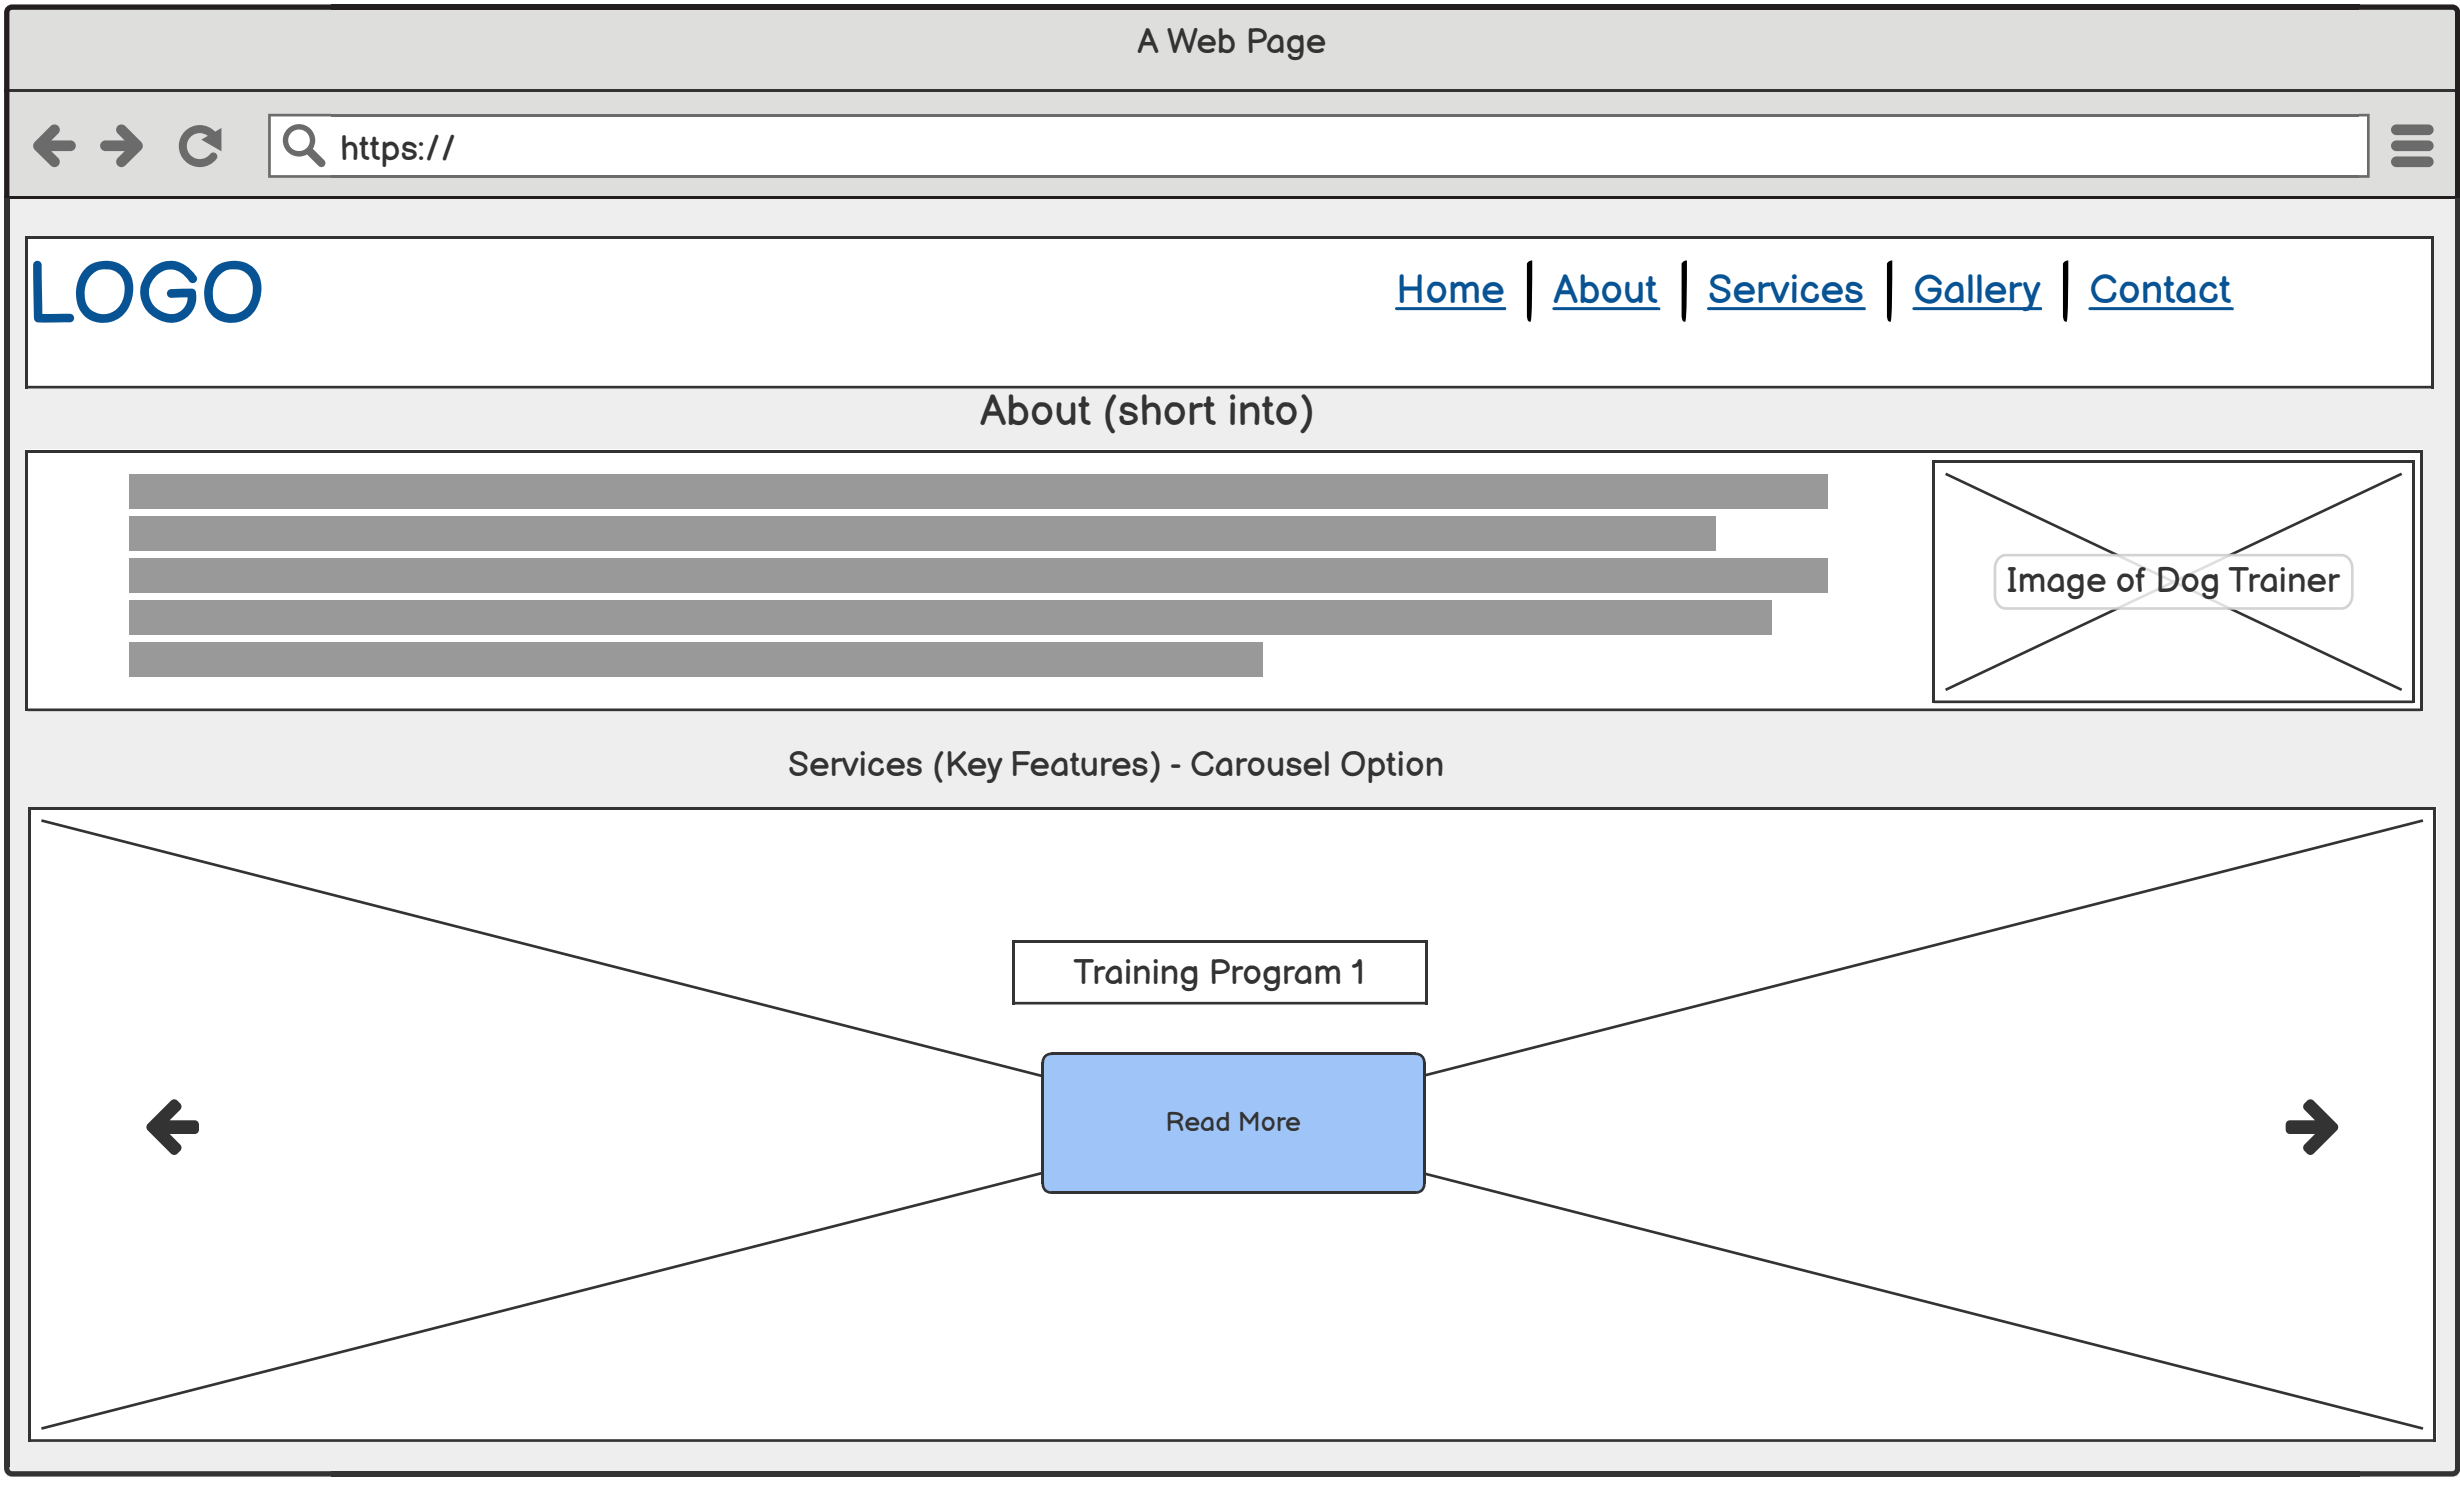 A Web Page
https://
LOGO
Home | About | Services | Gallery | Contact
About (short into)
Image of Dog Trainer
Services (Key Features) - Carousel Option
Training Program 1
Read More